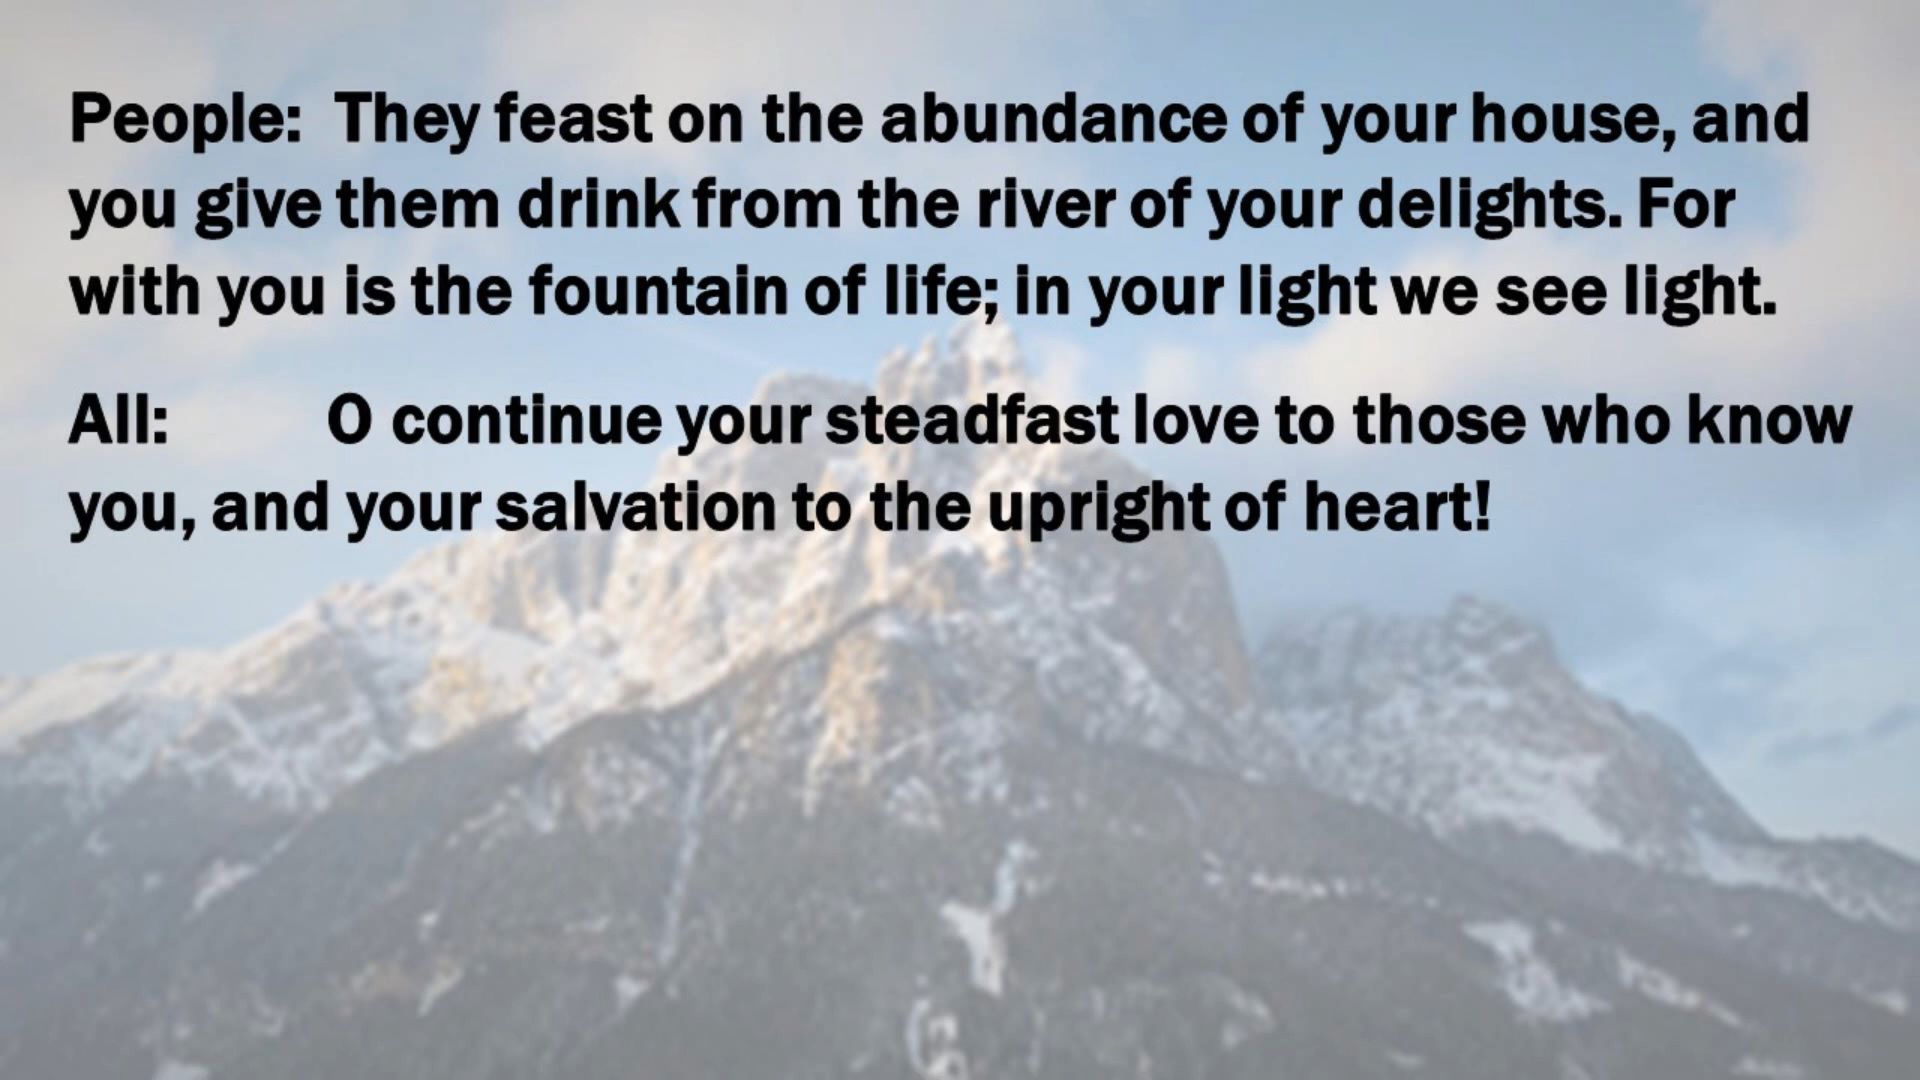 People: They feast on the abundance of your house, and
you give them drink from the river of your delights. For
with you is the fountain of life; in your light we see light.
All: O continue your steadfast love to those who know
you, and your salvation to the upright of heart!